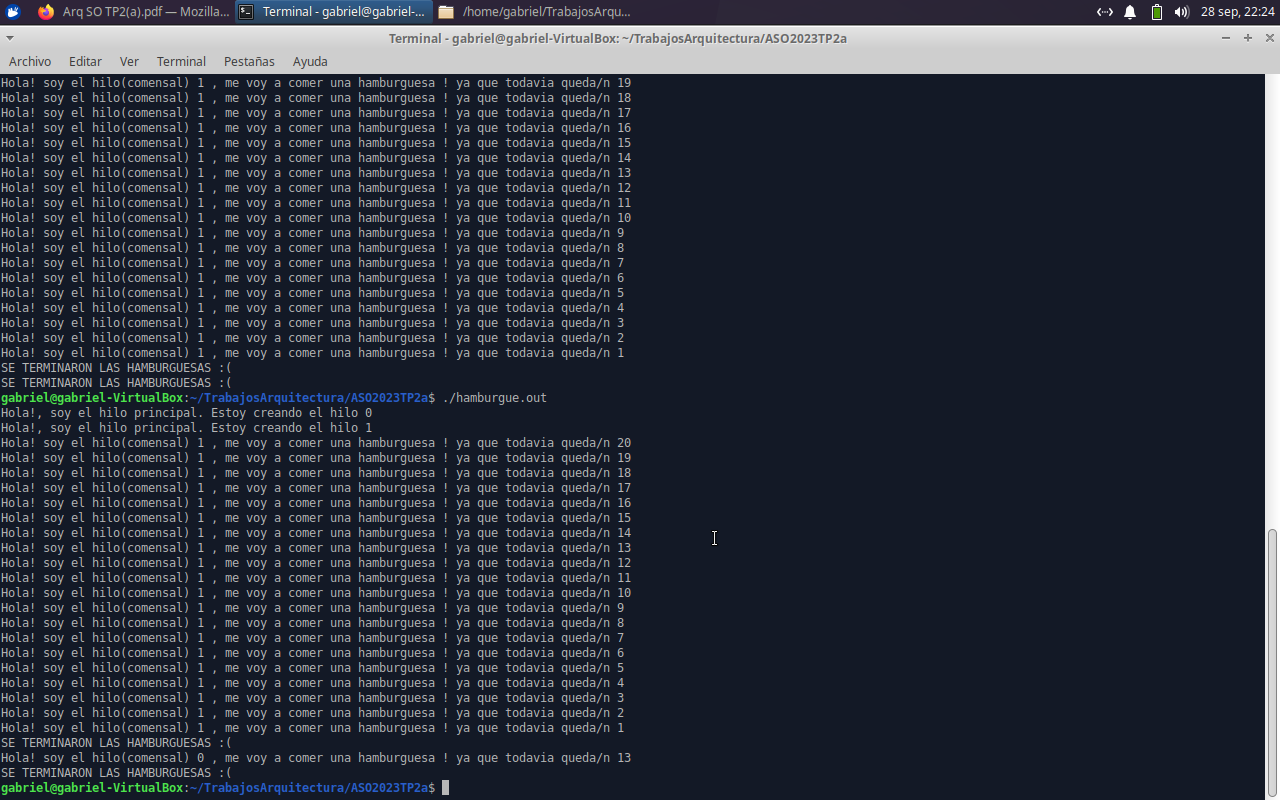 Arq SO TP2(a).pdf — Mozilla...
Terminal - gabriel@gabriel-...
/home/gabriel/TrabajosArqu...
28 sep, 22:24
Terminal - gabriel@gabriel-VirtualBox: ~/TrabajosArquitectura/ASO2023TP2a
Archivo Editar Ver Terminal Pestañas Ayuda
Hola! soy el hilo(comensal) 1 , me voy a comer una hamburguesa ! ya que todavia queda/n 19
Hola! soy el hilo(comensal) 1 , me voy a comer una hamburguesa ! ya que todavia queda/n 18
Hola! soy el hilo(comensal) 1 , me voy a comer una hamburguesa ! ya que todavia queda/n 17
Hola! soy el hilo(comensal) 1 , me voy a comer una hamburguesa ! ya que todavia queda/n 16
Hola! soy el hilo(comensal) 1 , me voy a comer una hamburguesa ! ya que todavia queda/n 15
Hola! soy el hilo(comensal) 1 , me voy a comer una hamburguesa ! ya que todavia queda/n 14
Hola! soy el hilo(comensal) 1 , me voy a comer una hamburguesa ! ya que todavia queda/n 13
Hola! soy el hilo(comensal) 1 , me voy a comer una hamburguesa ! ya que todavia queda/n 12
Hola! soy el hilo(comensal) 1 , me voy a comer una hamburguesa ! ya que todavia queda/n 11
Hola! soy el hilo(comensal) 1 , me voy a comer una hamburguesa ! ya que todavia queda/n 10
Hola! soy el hilo(comensal) 1 , me voy a comer una hamburguesa ! ya que todavia queda/n 9
Hola! soy el hilo(comensal) 1 , me voy a comer una hamburguesa ! ya que todavia queda/n 8
Hola! soy el hilo(comensal) 1 , me voy a comer una hamburguesa ! ya que todavia queda/n 7
Hola! soy el hilo(comensal) 1 , me voy a comer una hamburguesa ! ya que todavia queda/n 6
Hola! soy el hilo(comensal) 1 , me voy a comer una hamburguesa ! ya que todavia queda/n 5
Hola! soy el hilo(comensal) 1 , me voy a comer una hamburguesa ! ya que todavia queda/n 4
Hola! soy el hilo(comensal) 1 , me voy a comer una hamburguesa ! ya que todavia queda/n 3
Hola! soy el hilo(comensal) 1 , me voy a comer una hamburguesa ! ya que todavia queda/n 2
Hola! soy el hilo(comensal) 1 , me voy a comer una hamburguesa ! ya que todavia queda/n 1
SE TERMINARON LAS HAMBURGUESAS :(
SE TERMINARON LAS HAMBURGUESAS :(
gabriel@gabriel-VirtualBox:~/TrabajosArquitectura/ASO2023TP2a$ ./hamburgue.out
Hola!, soy el hilo principal. Estoy creando el hilo 0
Hola!, soy el hilo principal. Estoy creando el hilo 1
Hola! soy el hilo(comensal) 1 , me voy a comer una hamburguesa ! ya que todavia queda/n 20
Hola! soy el hilo(comensal) 1 , me voy a comer una hamburguesa ! ya que todavia queda/n 19
Hola! soy el hilo(comensal) 1 , me voy a comer una hamburguesa ! ya que todavia queda/n 18
Hola! soy el hilo(comensal) 1 , me voy a comer una hamburguesa ! ya que todavia queda/n 17
Hola! soy el hilo(comensal) 1 , me voy a comer una hamburguesa ! ya que todavia queda/n 16
Hola! soy el hilo(comensal) 1 , me voy a comer una hamburguesa ! ya que todavia queda/n 15
Hola! soy el hilo(comensal) 1 , me voy a comer una hamburguesa ! ya que todavia queda/n 14
Hola! soy el hilo(comensal) 1 , me voy a comer una hamburguesa ! ya que todavia queda/n 13
Hola! soy el hilo(comensal) 1 , me voy a comer una hamburguesa ! ya que todavia queda/n 12
Hola! soy el hilo(comensal) 1 , me voy a comer una hamburguesa ! ya que todavia queda/n 11
Hola! soy el hilo(comensal) 1 , me voy a comer una hamburguesa ! ya que todavia queda/n 10
Hola! soy el hilo(comensal) 1 , me voy a comer una hamburguesa ! ya que todavia queda/n 9
Hola! soy el hilo(comensal) 1 , me voy a comer una hamburguesa ! ya que todavia queda/n 8
Hola! soy el hilo(comensal) 1 , me voy a comer una hamburguesa ! ya que todavia queda/n 7
Hola! soy el hilo(comensal) 1 , me voy a comer una hamburguesa ! ya que todavia queda/n 6
Hola! soy el hilo(comensal) 1 , me voy a comer una hamburguesa ! ya que todavia queda/n 5
Hola! soy el hilo(comensal) 1 , me voy a comer una hamburguesa ! ya que todavia queda/n 4
Hola! soy el hilo(comensal) 1 , me voy a comer una hamburguesa ! ya que todavia queda/n 3
Hola! soy el hilo(comensal) 1 , me voy a comer una hamburguesa ! ya que todavia queda/n 2
Hola! soy el hilo(comensal) 1 , me voy a comer una hamburguesa ! ya que todavia queda/n 1
SE TERMINARON LAS HAMBURGUESAS :(
Hola! soy el hilo(comensal) 0 , me voy a comer una hamburguesa ! ya que todavia queda/n 13
SE TERMINARON LAS HAMBURGUESAS :(
gabriel@gabriel-VirtualBox:~/TrabajosArquitectura/ASO2023TP2a$